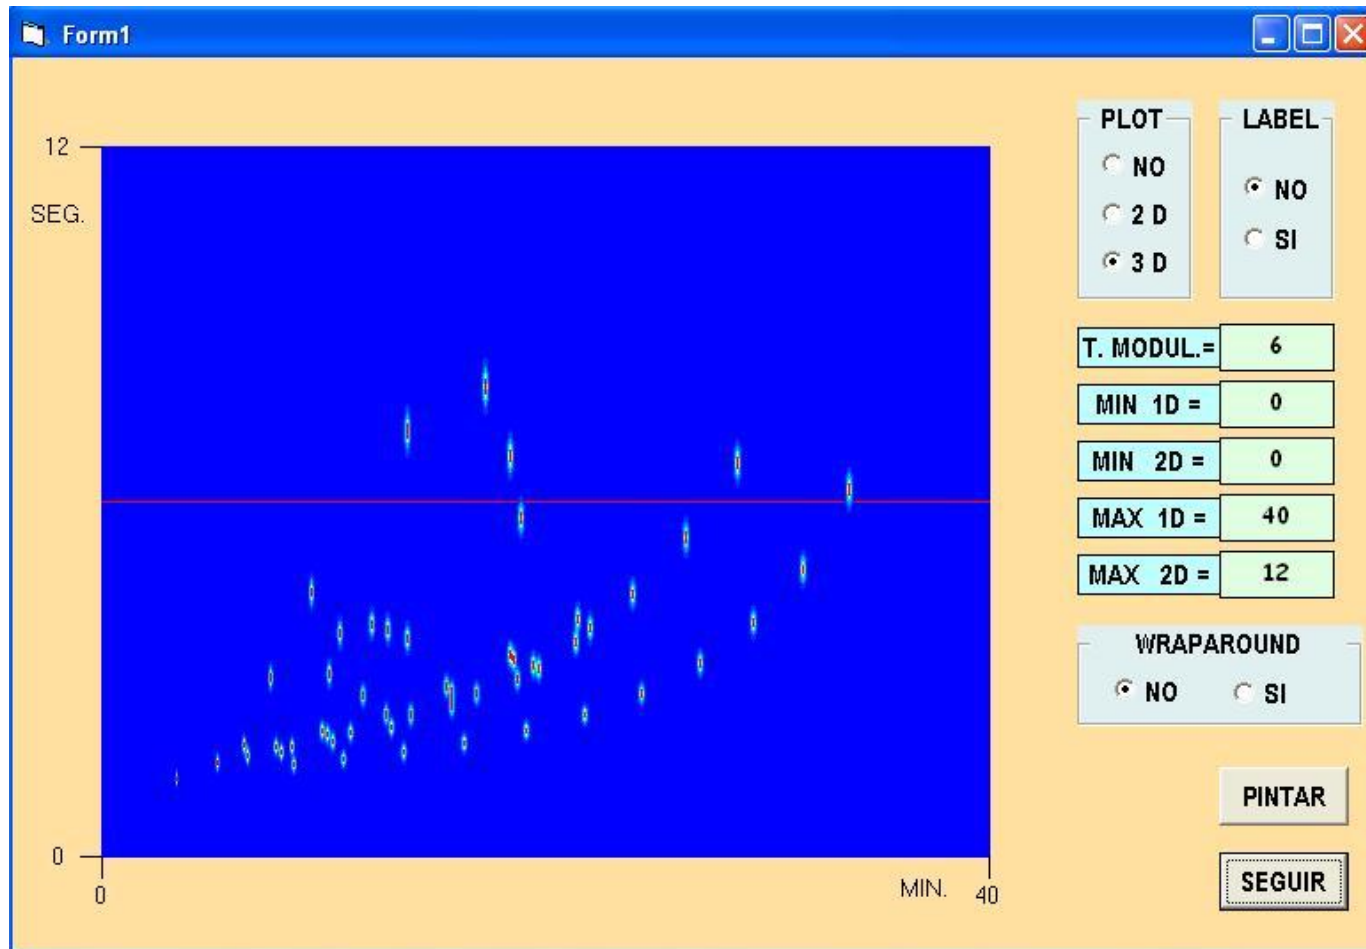 Form1
12
SEG.
0
0
MIN.
40
PLOT
NO
2 D
3 D
LABEL
NO
SI
T. MODUL.= 6
MIN 1D = 0
MIN 2D = 0
MAX 1D = 40
MAX 2D = 12
WRAPAROUND
NO SI
PINTAR
SEGUIR